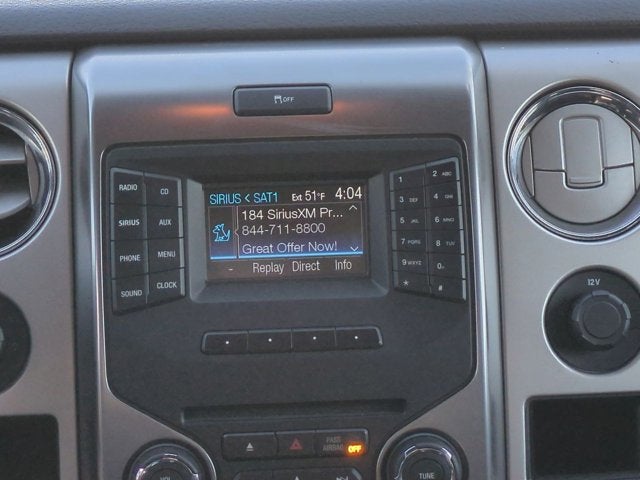 OFF
SIRIUS < SAT1 Ext 51°F 4:04
184 SiriusXM Pr...
844-711-8800
Great Offer Now!
- Replay Direct Info
RADIO CD
SIRIUS AUX
PHONE MENU
SOUND CLOCK
1 2 ABC
3 DEF 4 GHI
5 JKL 6 MNO
7 PQRS 8 TUV
9 WXYZ 0
* #
12V
PASS
AIRBAG OFF
VOL
TUNE